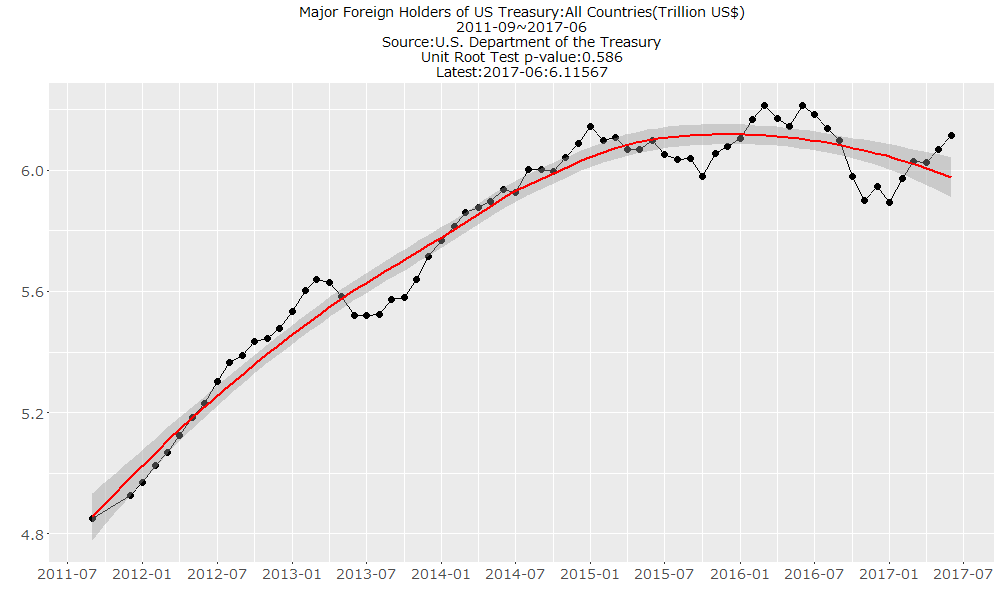 Major Foreign Holders of US Treasury:All Countries(Trillion US$)
2011-09~2017-06
Source:U.S. Department of the Treasury
Unit Root Test p-value:0.586
Latest:2017-06:6.11567
6.0
5.6
5.2
4.8
2011-07 2012-01 2012-07 2013-01 2013-07 2014-01 2014-07 2015-01 2015-07 2016-01 2016-07 2017-01 2017-07